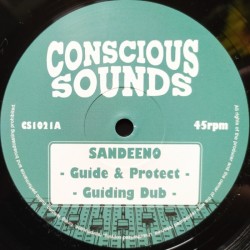 CONSCIOUS
SOUNDS
CS1021A
45rpm
SANDEENO
- Guide & Protect -
- Guiding Dub -